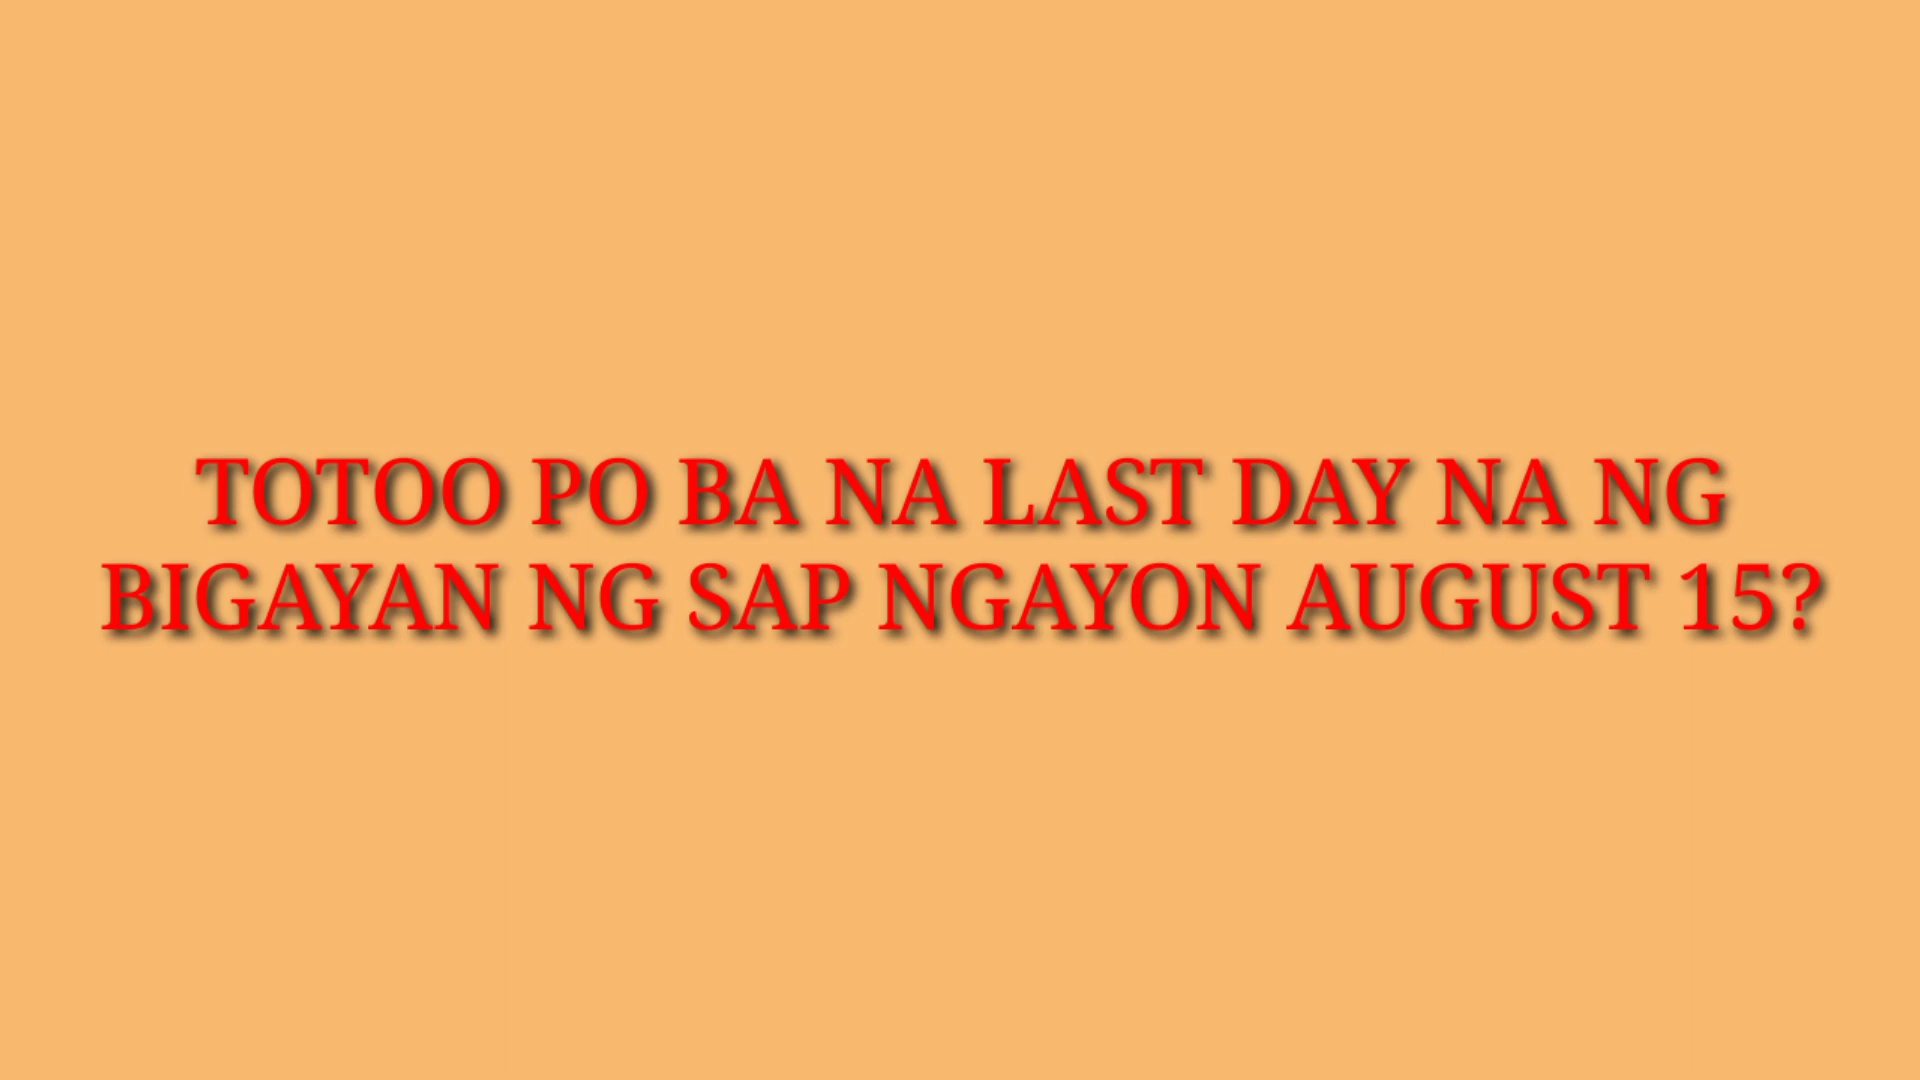 TOTOO PO BA NA LAST DAY NA NG
BIGAYAN NG SAP NGAYON AUGUST 15?